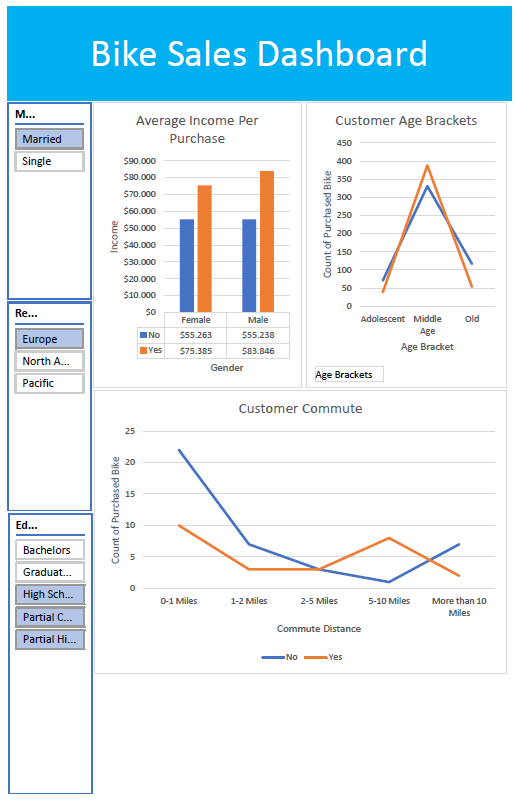 Bike Sales Dashboard
M...
Married
Single
Re...
Europe
North A...
Pacific
Ed...
Bachelors
Graduat...
High Sch...
Partial C...
Partial Hi...
Average Income Per
Purchase
$90.000
$80.000
$70.000
$60.000
$50.000
$40.000
$30.000
$20.000
$10.000
$0
Income
Female Male
No $55.263 $55.238
Yes $75.385 $83.846
Gender
Customer Age Brackets
450
400
350
300
250
200
150
100
50
0
Count of Purchased Bike
Adolescent Middle Old
Age
Age Bracket
Age Brackets
Customer Commute
25
20
15
10
5
0
Count of Purchased Bike
0-1 Miles 1-2 Miles 2-5 Miles 5-10 Miles More than 10
Miles
Commute Distance
No Yes